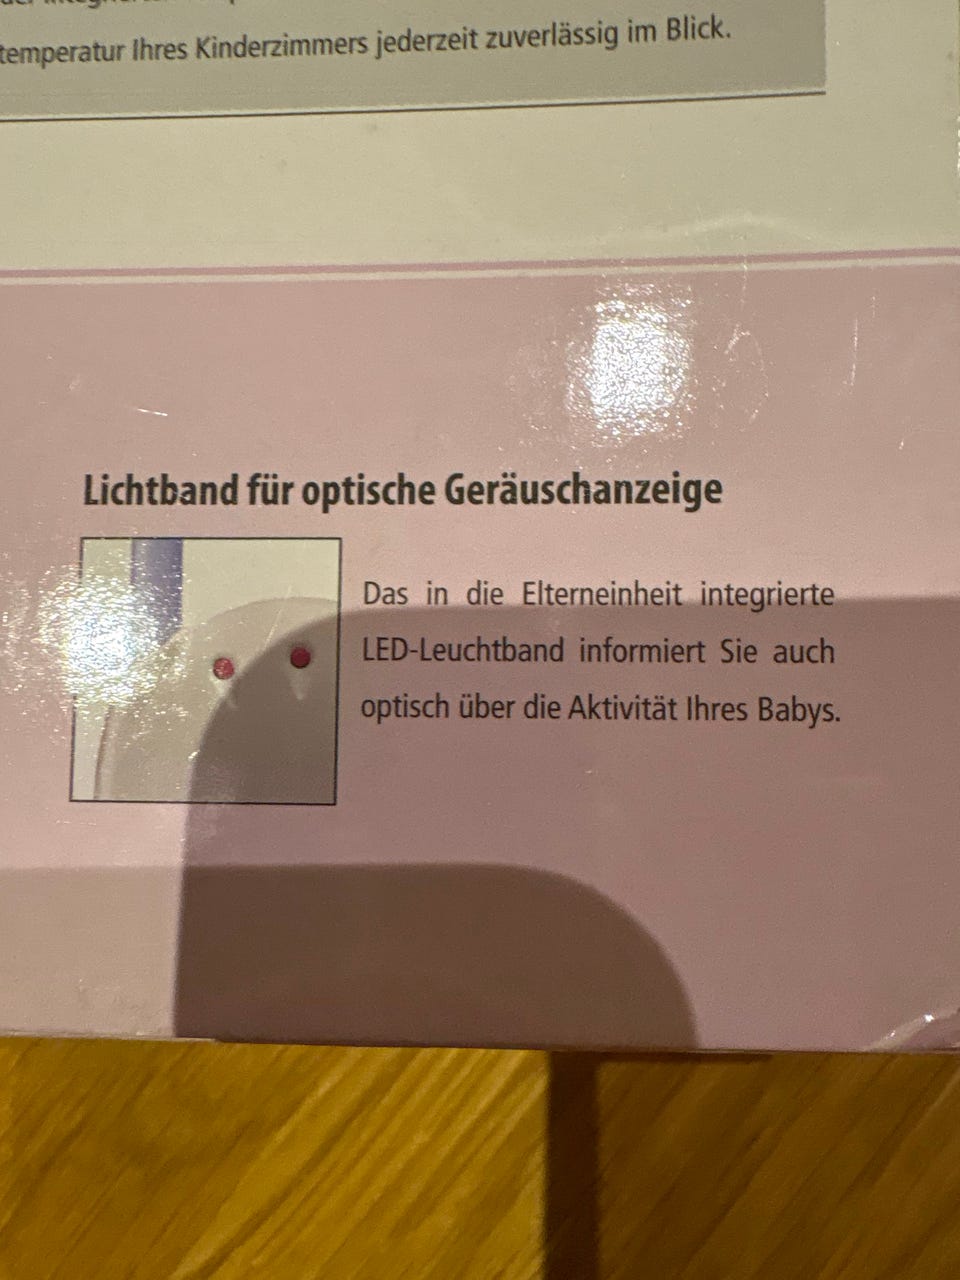 temperatur Ihres Kinderzimmers jederzeit zuverlässig im Blick.
Lichtband für optische Geräuschanzeige
Das in die Elterneinheit integrierte
LED-Leuchtband informiert Sie auch
optisch über die Aktivität Ihres Babys.